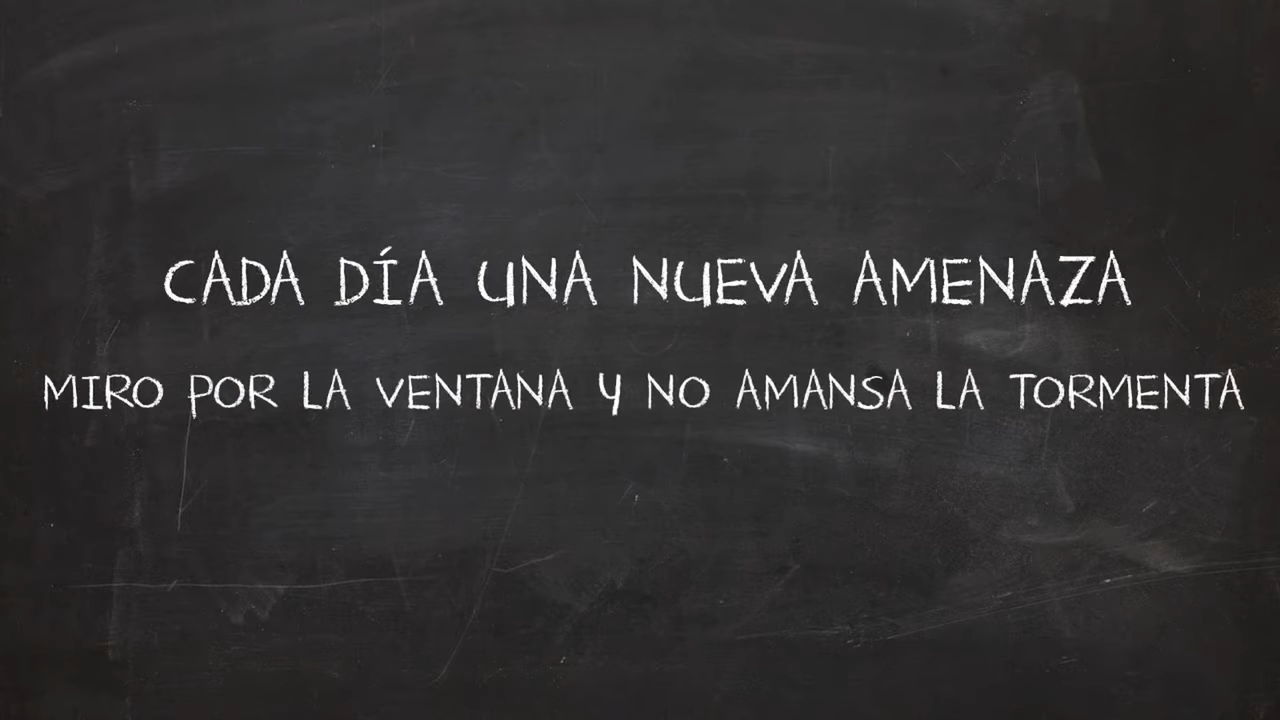 CADA DÍA UNA NUEVA AMENAZA
MIRO POR LA VENTANA Y NO AMANSA LA TORMENTA